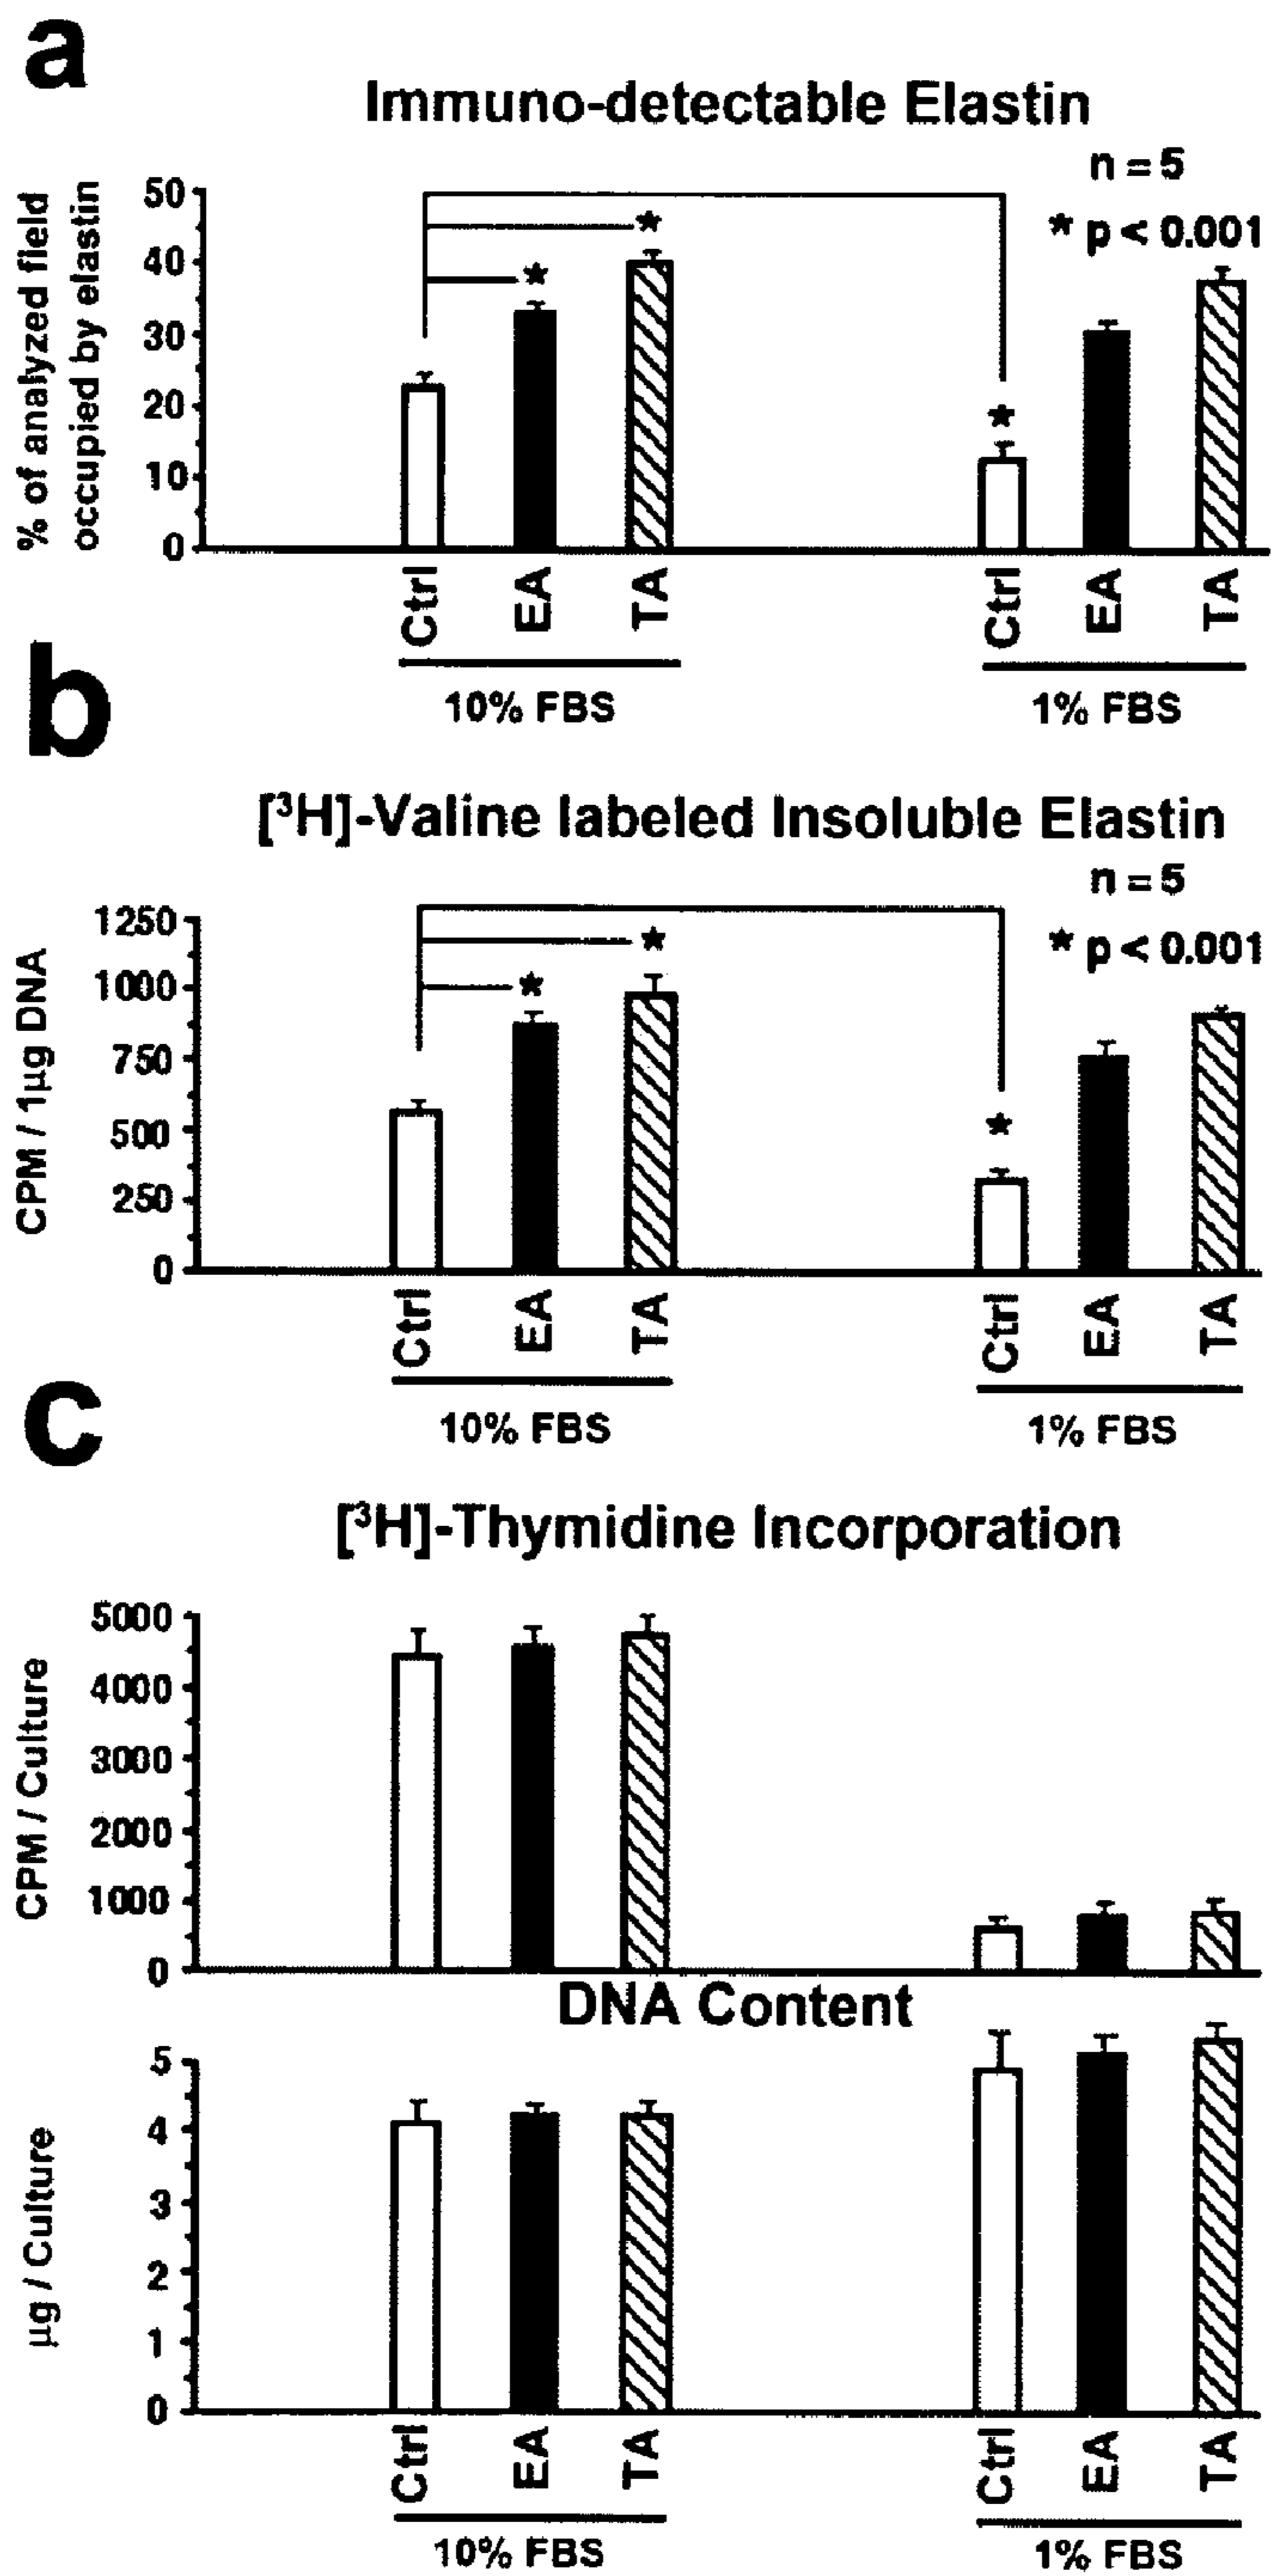 a
Immuno-detectable Elastin
n = 5
* p < 0.001
% of analyzed field
occupied by elastin
50
40
30
20
10
0
* * *
Ctrl EA TA Ctrl EA TA
10% FBS 1% FBS
b
[³H]-Valine labeled Insoluble Elastin
n = 5
* p < 0.001
CPM / 1µg DNA
1250
1000
750
500
250
0
* * *
Ctrl EA TA Ctrl EA TA
10% FBS 1% FBS
c
[³H]-Thymidine Incorporation
CPM / Culture
5000
4000
3000
2000
1000
0
DNA Content
µg / Culture
5
4
3
2
1
0
Ctrl EA TA Ctrl EA TA
10% FBS 1% FBS